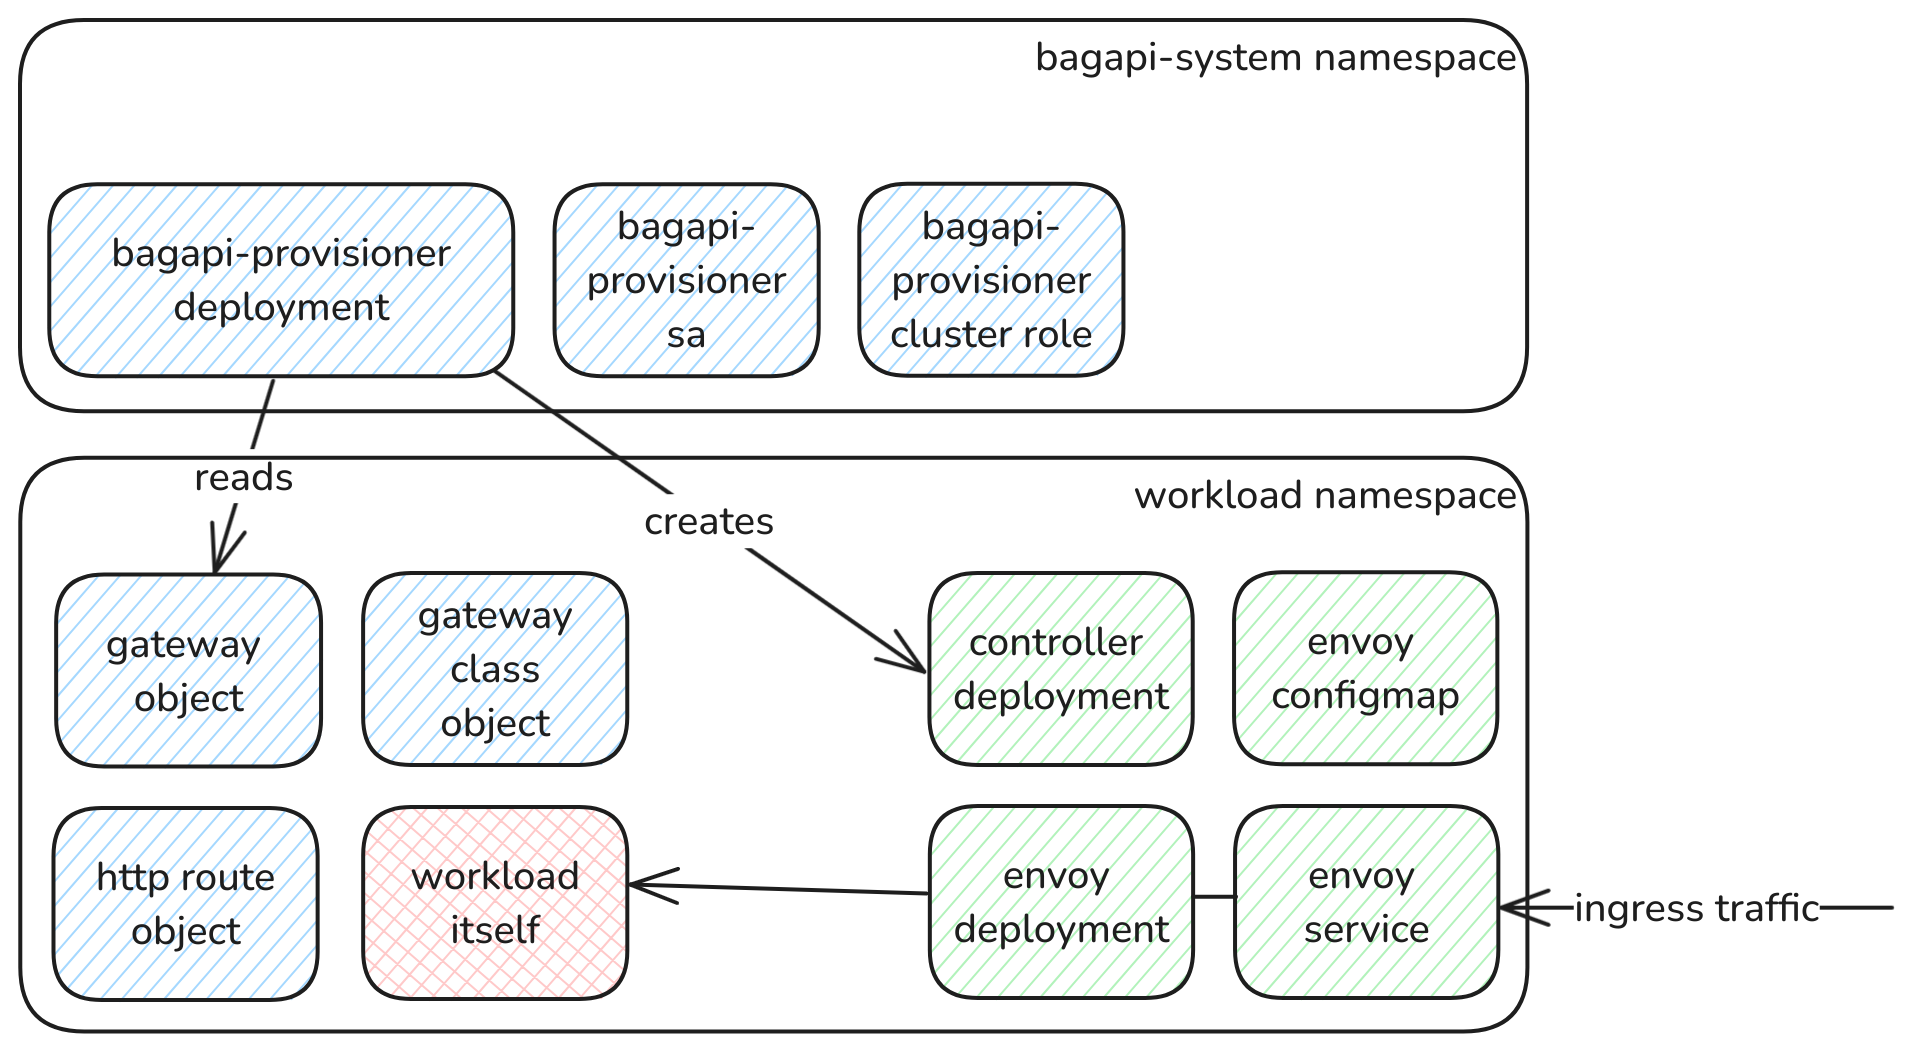 bagapi-system namespace
bagapi-provisioner
deployment
bagapi-
provisioner
sa
bagapi-
provisioner
cluster role
reads
creates
workload namespace
gateway
object
gateway
class
object
controller
deployment
envoy
configmap
http route
object
workload
itself
envoy
deployment
envoy
service
ingress traffic